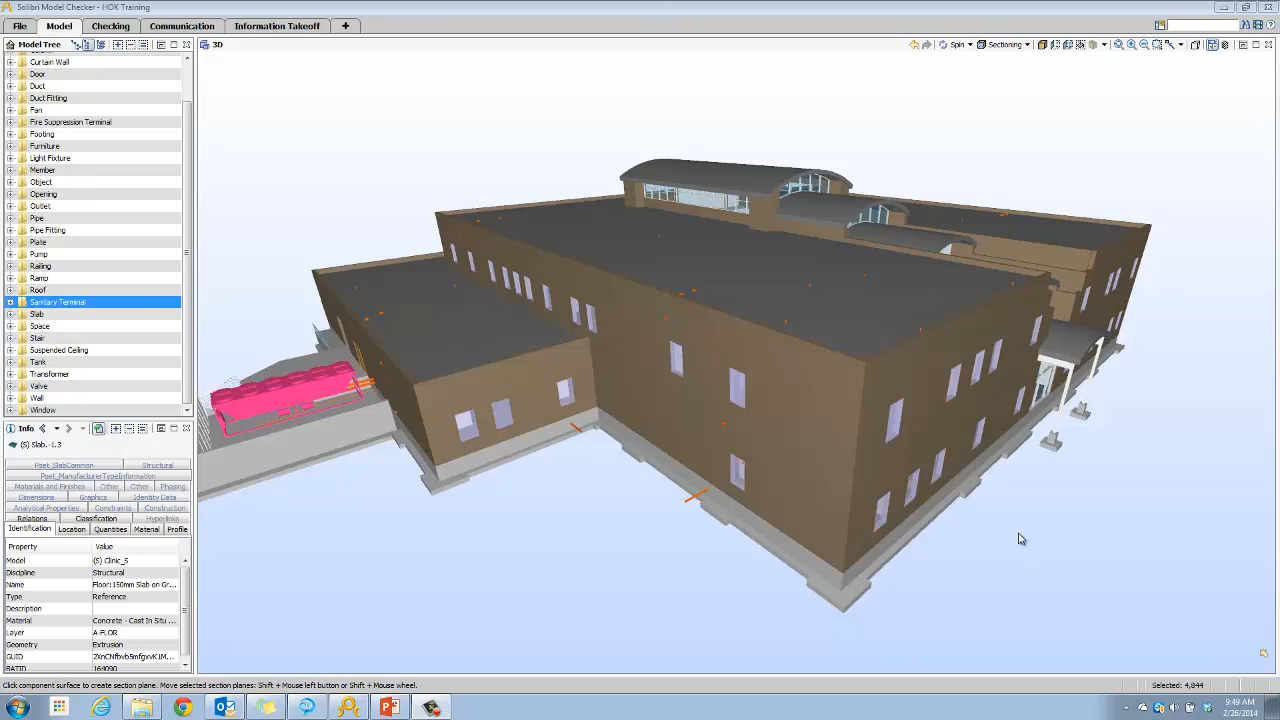 Solibri Model Checker - HOK Training
File Model Checking Communication Information Takeoff +
Model Tree
3D
Spin Sectioning
Curtain Wall
Door
Duct
Duct Fitting
Fan
Fire Suppression Terminal
Footing
Furniture
Light Fixture
Member
Object
Opening
Outlet
Pipe
Pipe Fitting
Plate
Pump
Railing
Ramp
Roof
Sanitary Terminal
Slab
Space
Stair
Suspended Ceiling
Tank
Transformer
Valve
Wall
Window
Info
(S) Slab.-1.3
Pset_SlabCommon Structural
Pset_ManufacturerTypeInformation
Materials and Finishes Other Other Phasing
Dimensions Graphics Identity Data
Analytical Properties Constraints Construction
Relations Classification Hyperlinks
Identification Location Quantities Material Profile
Property Value
Model (S) Clinic_S
Discipline Structural
Name Floor:150mm Slab on Gr...
Type Reference
Description
Material Concrete - Cast In Situ ...
Layer A-FLOR
Geometry Extrusion
GUID 2XnCNfbvb5mfgxvK1M...
BATID 164090
Click component surface to create section plane. Move selected section planes: Shift + Mouse left button or Shift + Mouse wheel.
Selected: 4,844
9:49 AM
2/26/2014